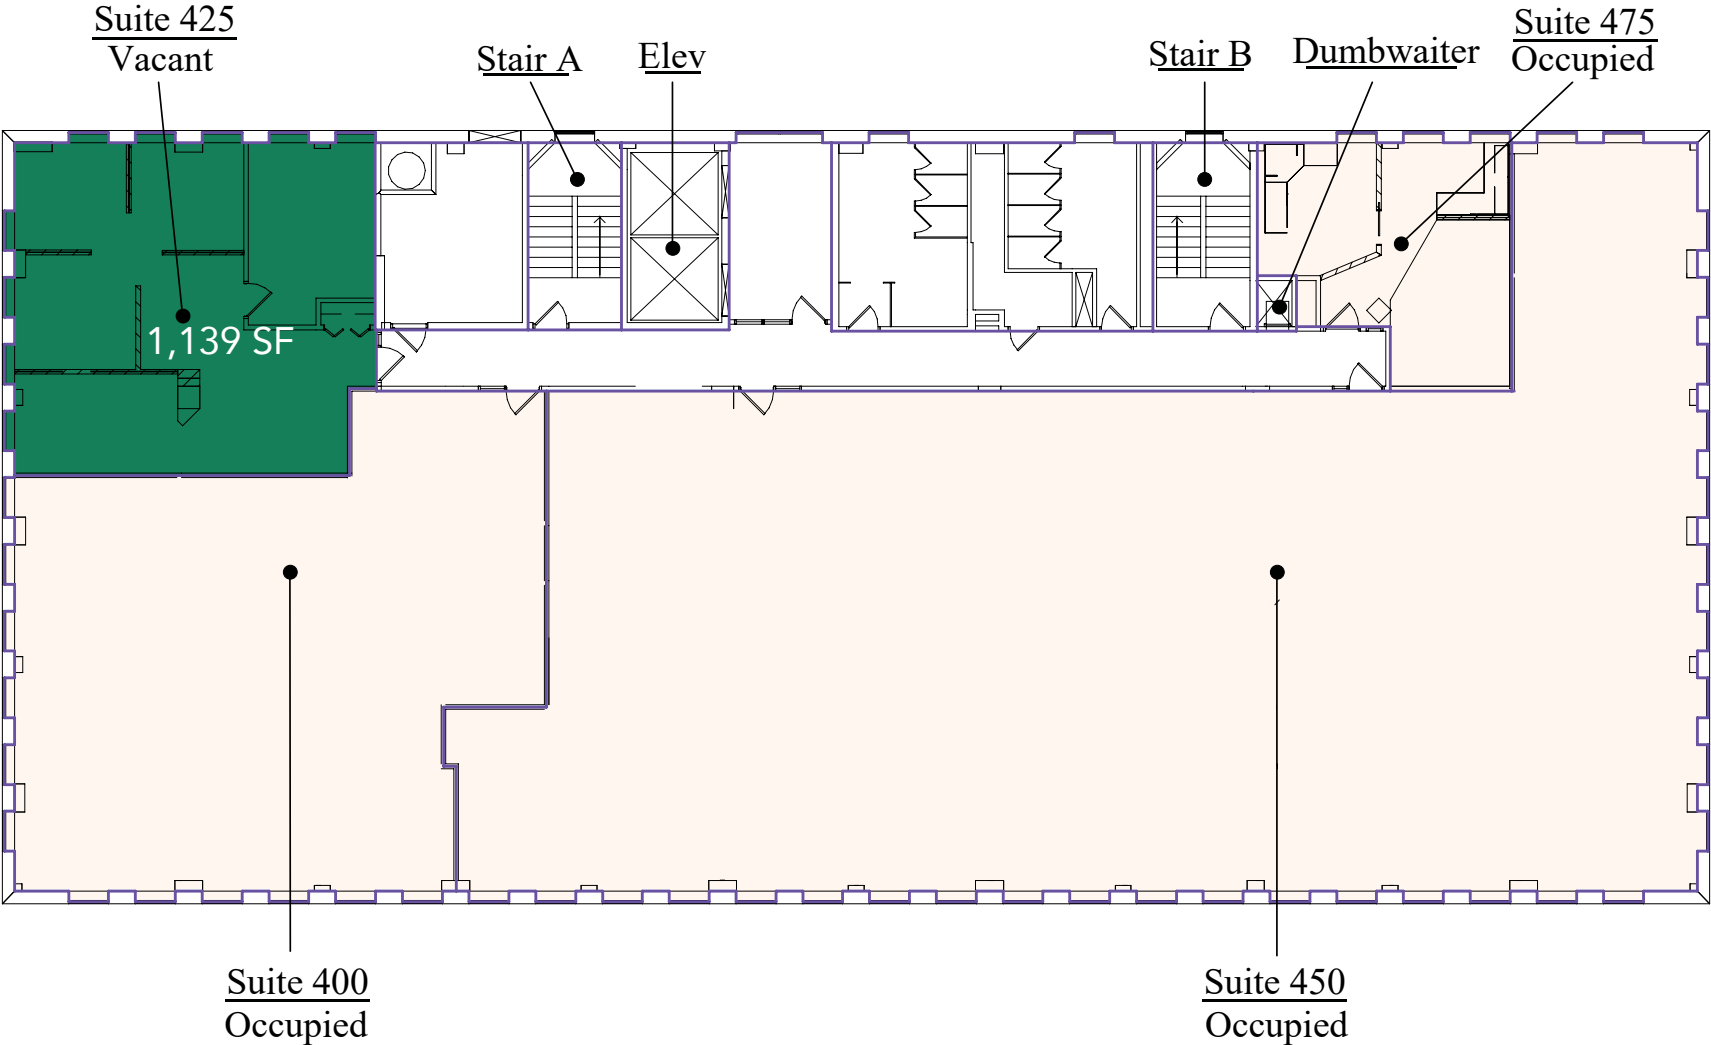 Suite 425
Vacant
Stair A
Elev
Stair B
Dumbwaiter
Suite 475
Occupied
1,139 SF
Suite 400
Occupied
Suite 450
Occupied